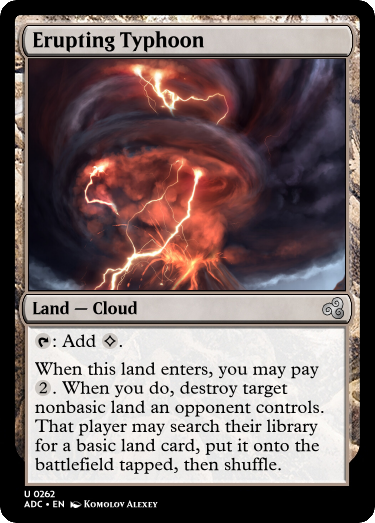 Erupting Typhoon
Land — Cloud
: Add .
When this land enters, you may pay
2. When you do, destroy target
nonbasic land an opponent controls.
That player may search their library
for a basic land card, put it onto the
battlefield tapped, then shuffle.
U 0262
ADC • EN Komolov Alexey